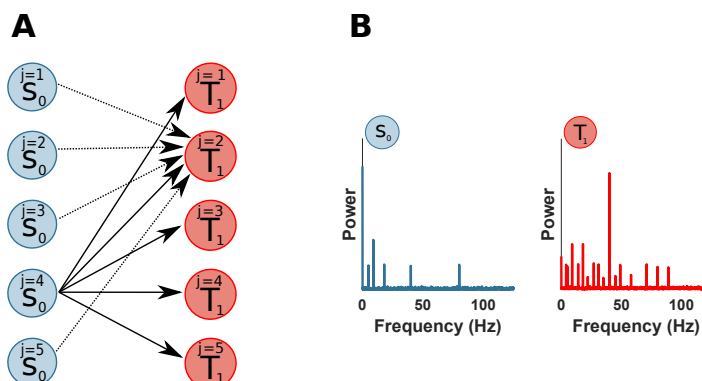 A
B
j=1
S0
j=2
S0
j=3
S0
j=4
S0
j=5
S0
j=1
T1
j=2
T1
j=3
T1
j=4
T1
j=5
T1
S0
Power
0 50 100
Frequency (Hz)
T1
Power
0 50 100
Frequency (Hz)